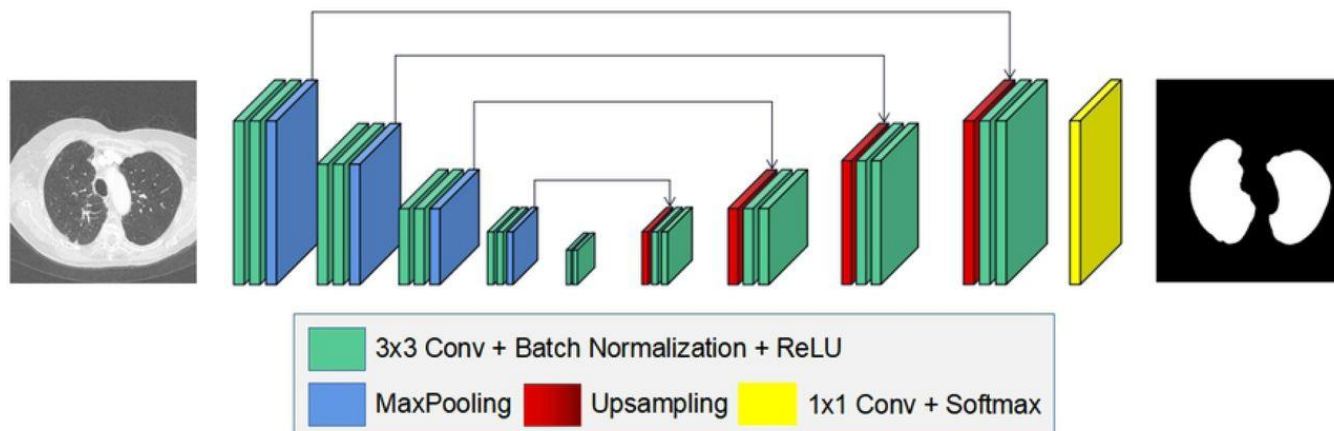 3x3 Conv + Batch Normalization + ReLU
MaxPooling Upsampling 1x1 Conv + Softmax